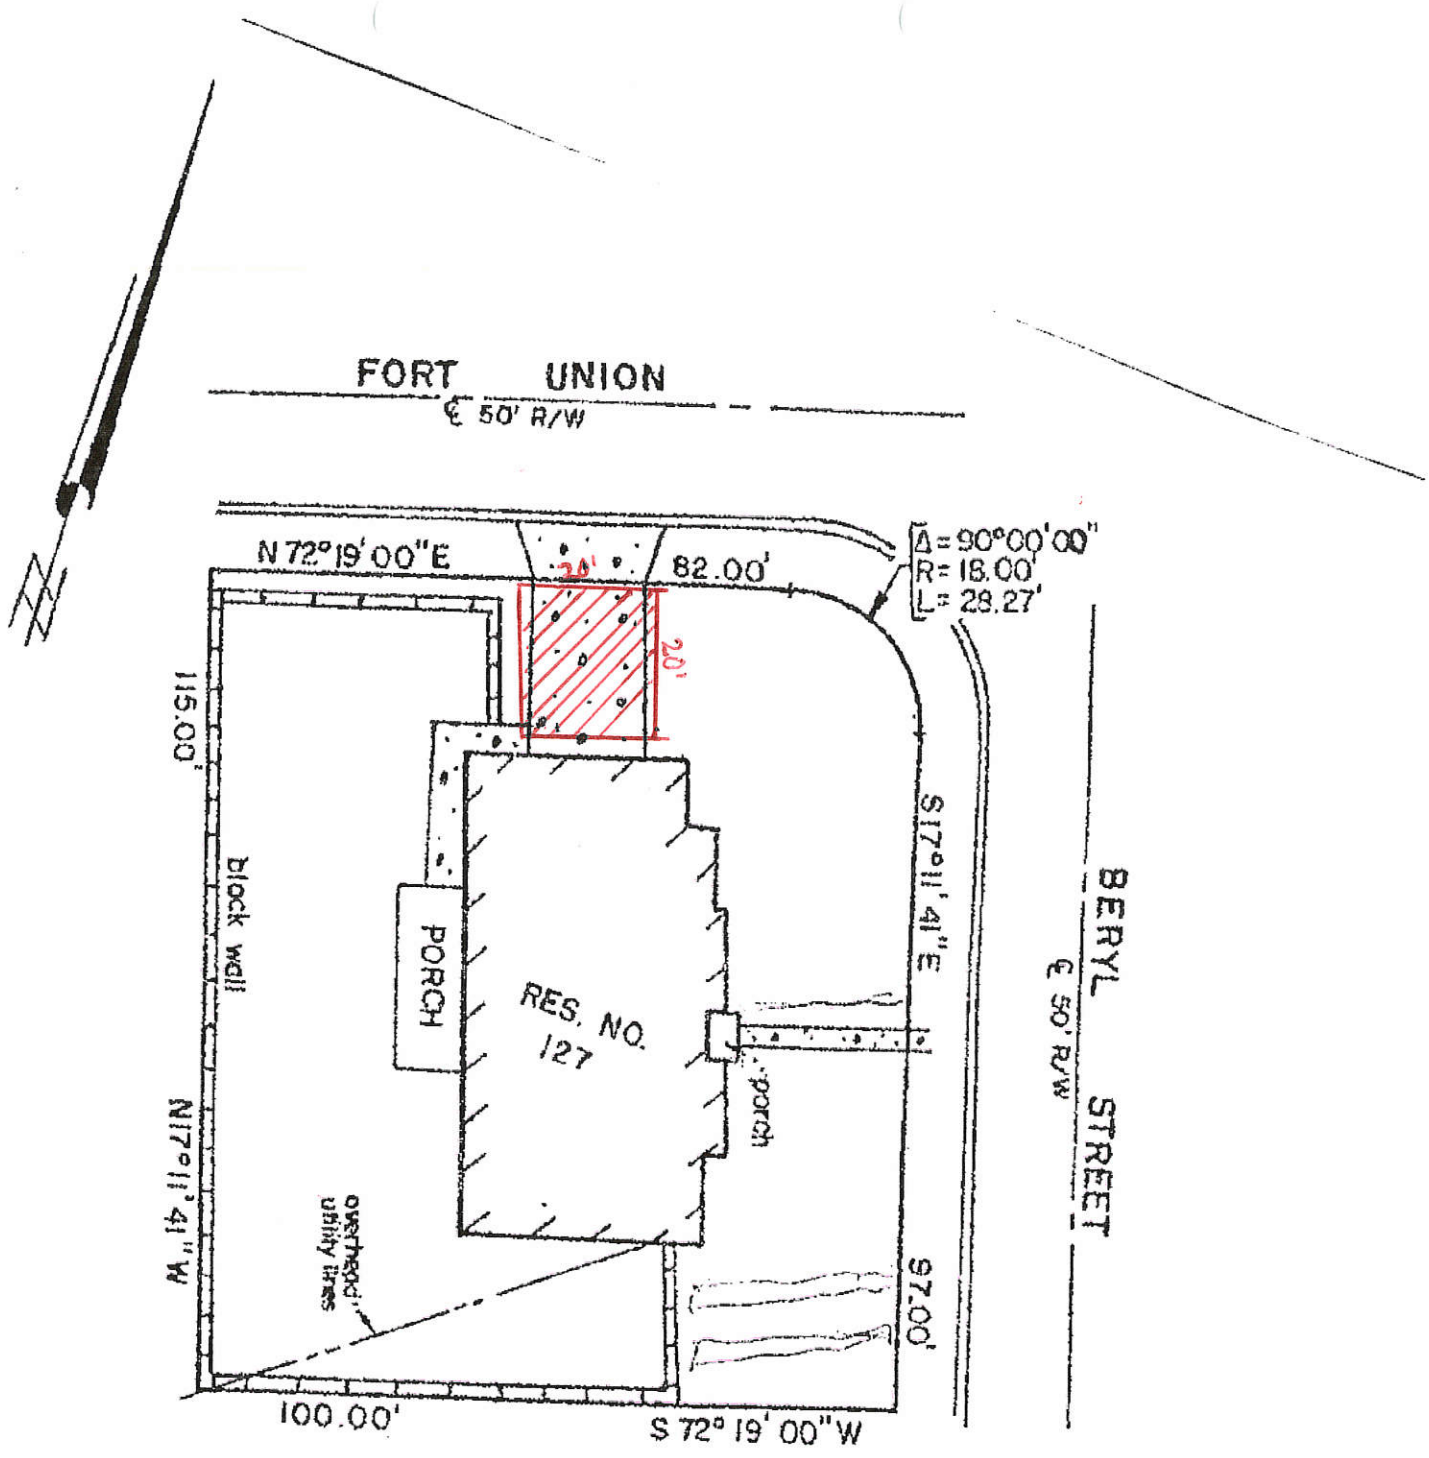 FORT UNION
℄ 50' R/W
N 72°19'00"E
82.00'
Δ = 90°00'00"
R = 18.00'
L = 28.27'
20'
20'
115.00'
S17°11'41"E
block wall
PORCH
RES. NO.
127
porch
BERYL STREET
℄ 50' R/W
N17°11'41"W
overhead
utility lines
97.00'
100.00'
S 72° 19' 00" W